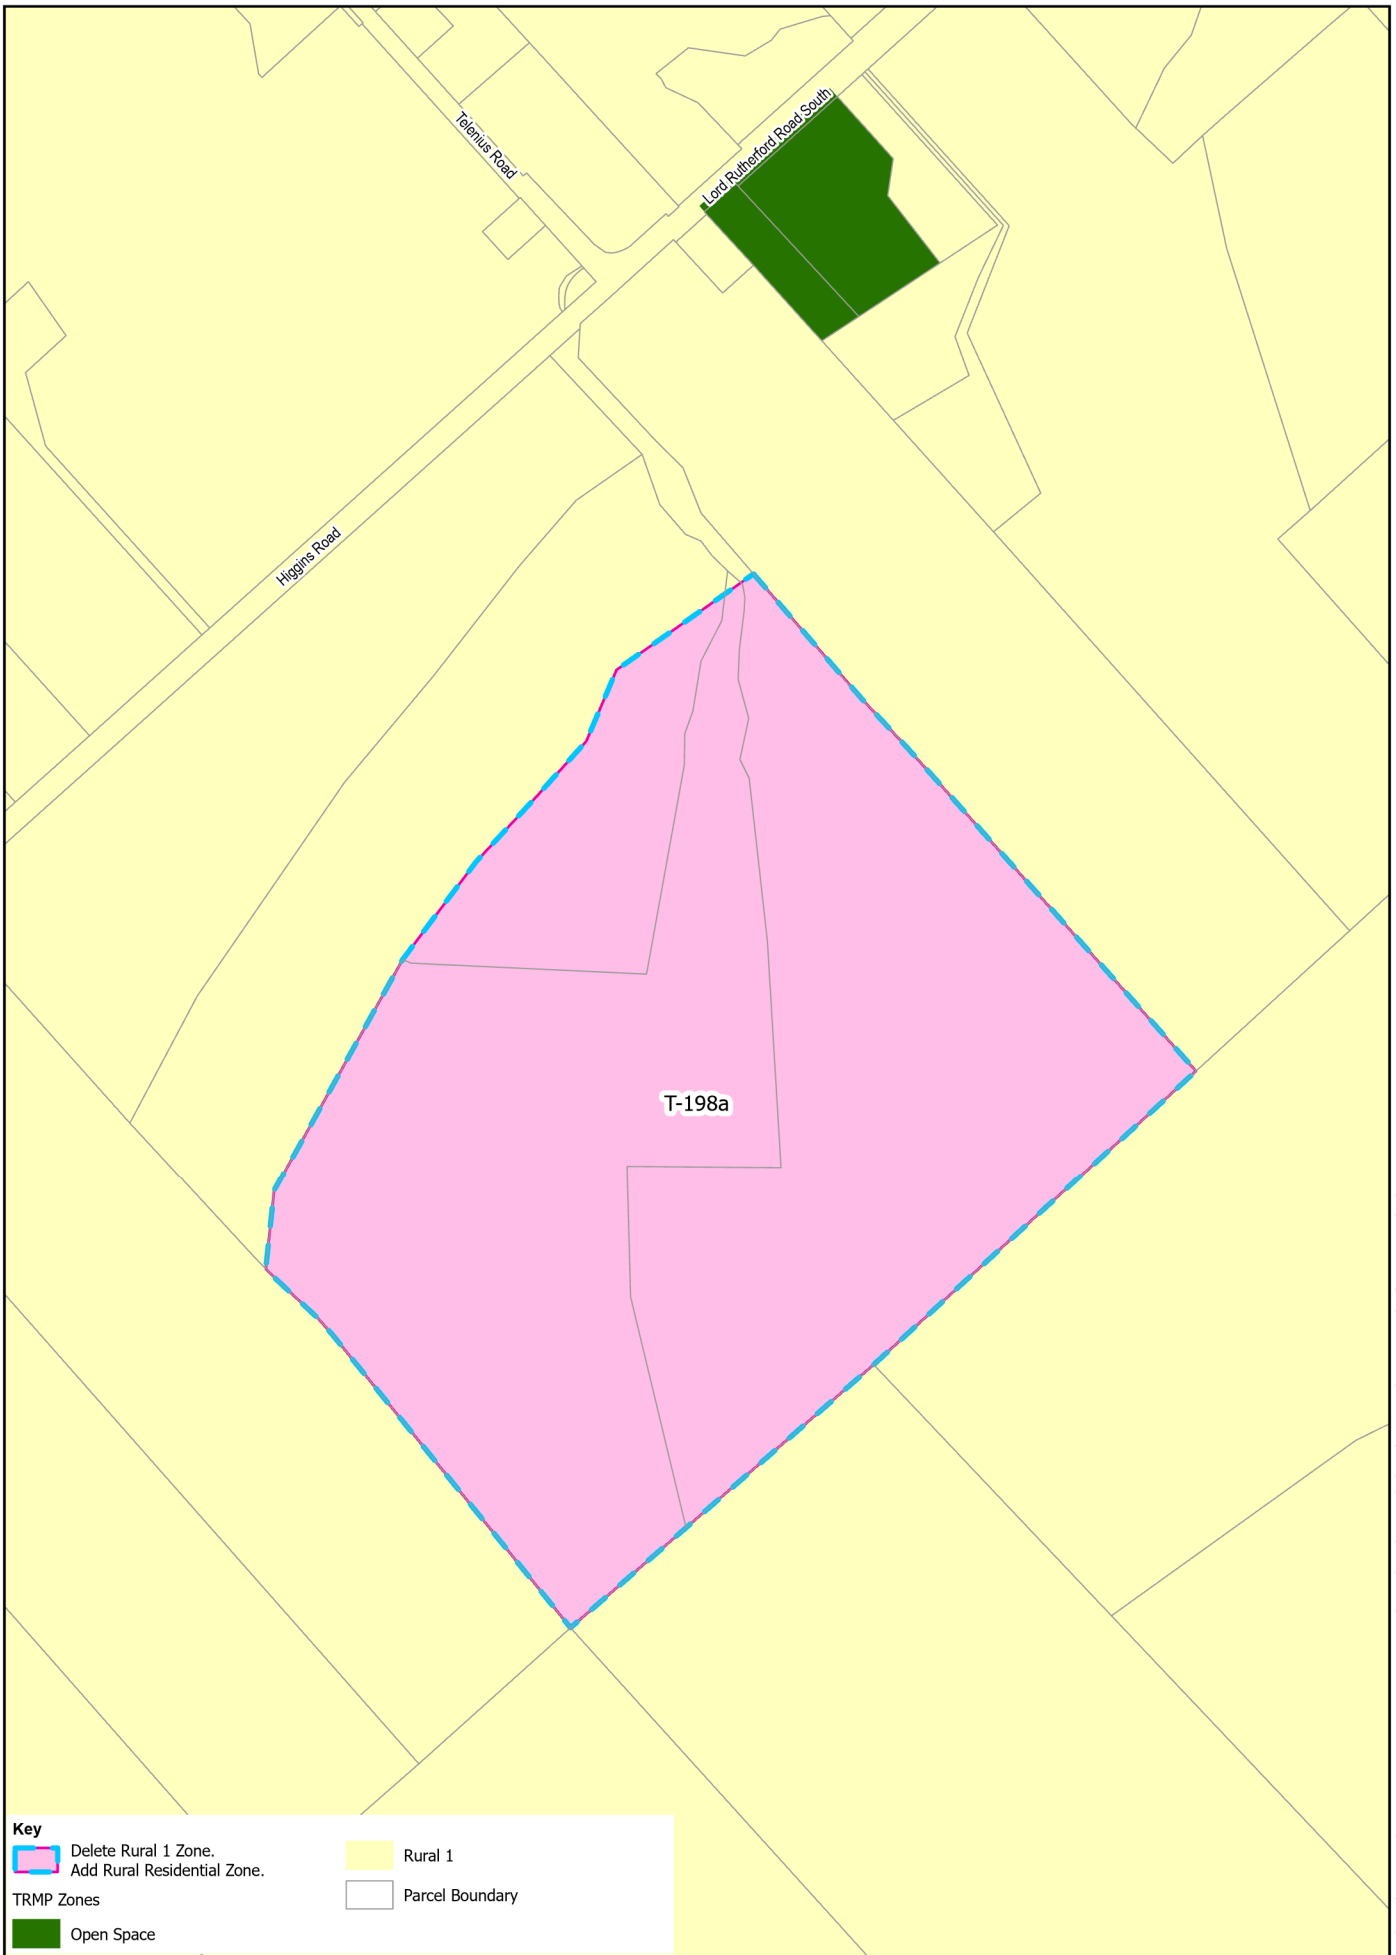 Lord Rutherford Road South
Telenius Road
Higgins Road
T-198a
Key
Delete Rural 1 Zone.
Add Rural Residential Zone.
TRMP Zones
Open Space
Rural 1
Parcel Boundary